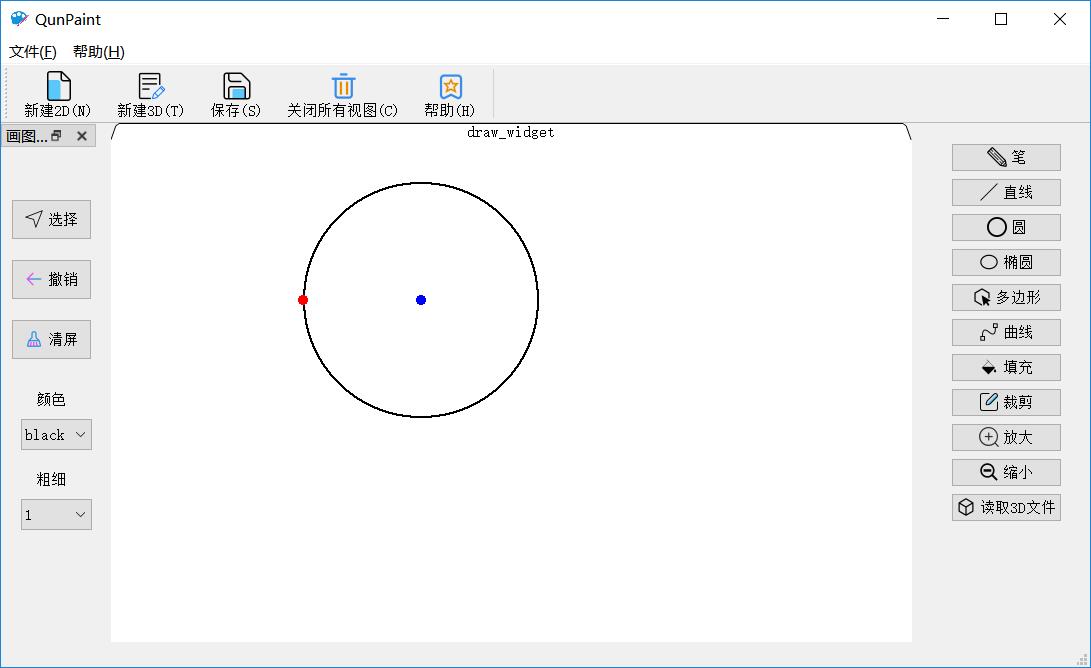 QunPaint
文件(F) 帮助(H)
新建2D(N) 新建3D(T) 保存(S) 关闭所有视图(C) 帮助(H)
画图...
draw_widget
选择
撤销
清屏
颜色
black
粗细
1
笔
直线
圆
椭圆
多边形
曲线
填充
裁剪
放大
缩小
读取3D文件